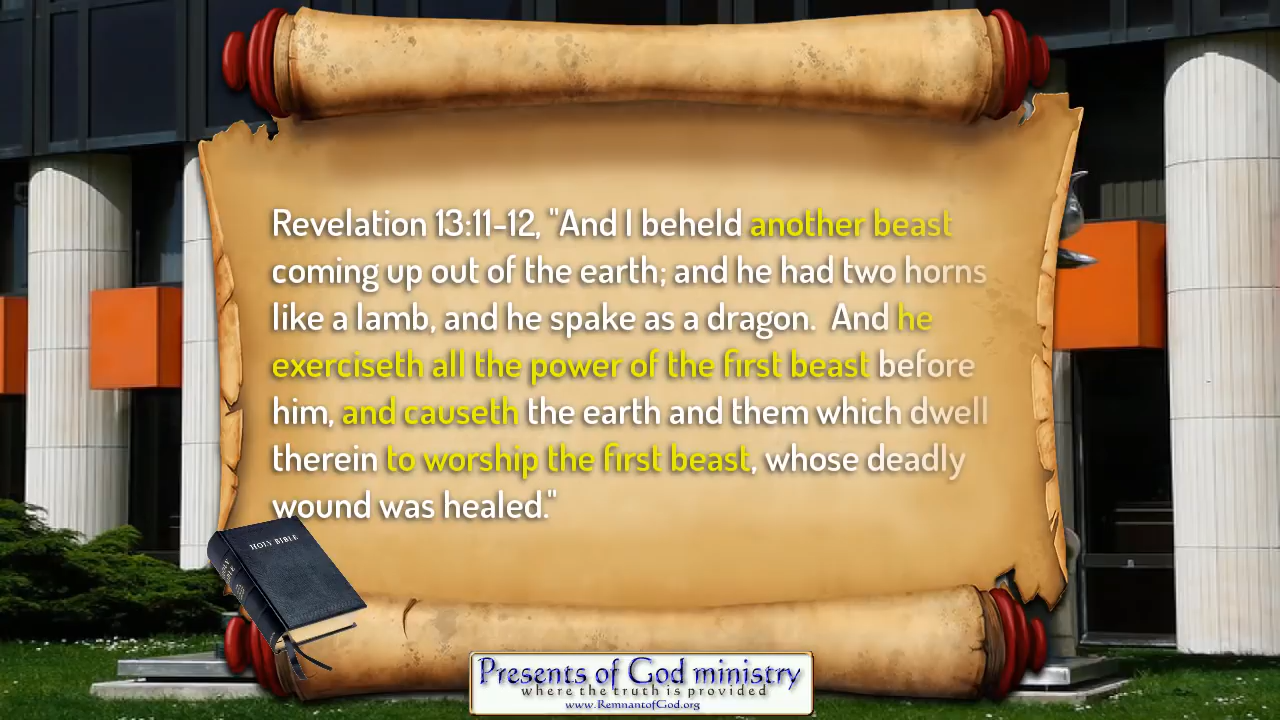 Revelation 13:11-12, "And I beheld another beast
coming up out of the earth; and he had two horns
like a lamb, and he spake as a dragon.  And he
exerciseth all the power of the first beast before
him, and causeth the earth and them which dwell
therein to worship the first beast, whose deadly
wound was healed."
HOLY BIBLE
Presents of God ministry
where the truth is provided
www.RemnantofGod.org